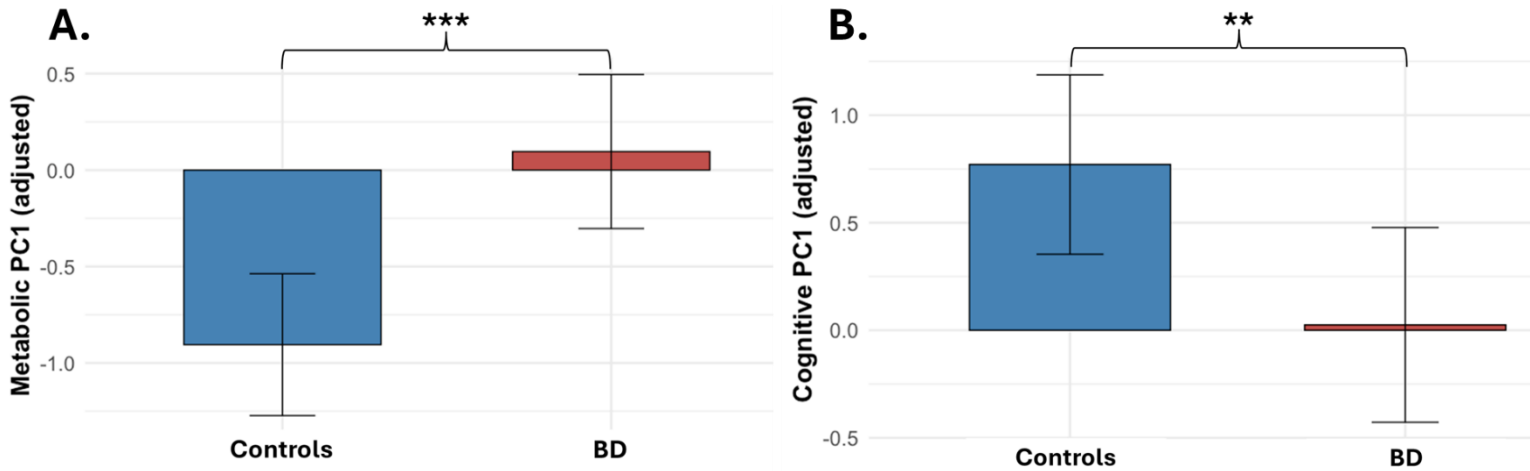 A.
***
Metabolic PC1 (adjusted)
0.5
0.0
-0.5
-1.0
Controls BD
B.
**
Cognitive PC1 (adjusted)
1.0
0.5
0.0
-0.5
Controls BD